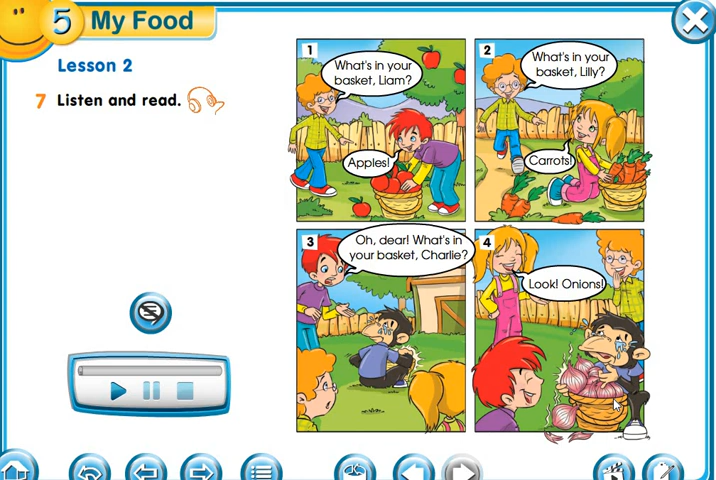 5 My Food
Lesson 2
7 Listen and read.
1
What's in your
basket, Liam?
Apples!
2
What's in your
basket, Lilly?
Carrots!
3
Oh, dear! What's in
your basket, Charlie?
4
Look! Onions!